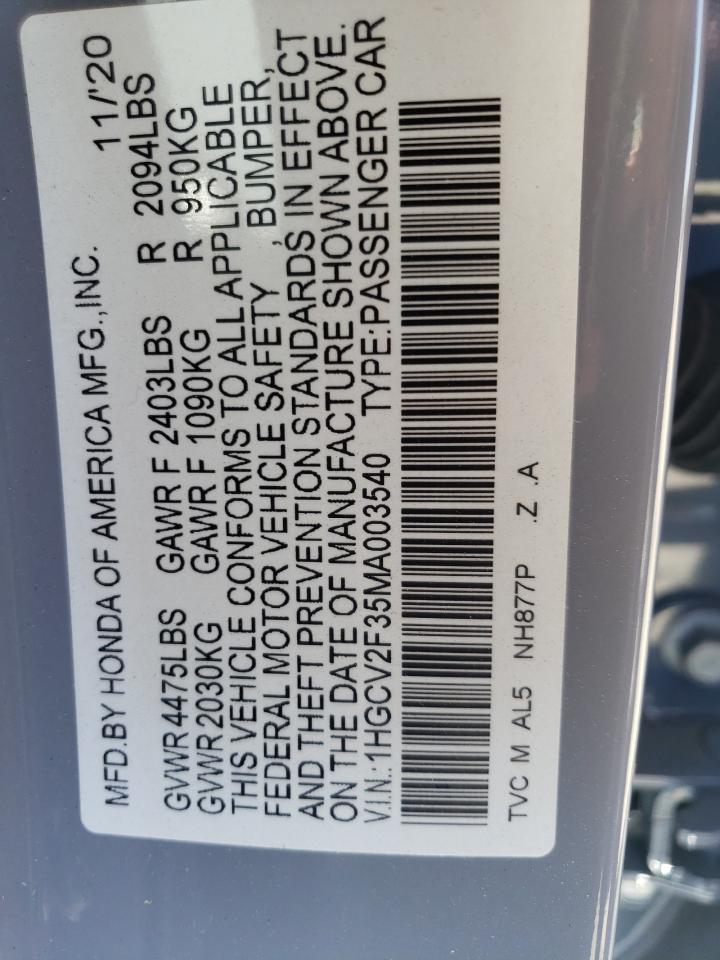 MFD.BY HONDA OF AMERICA MFG.,INC. 11/'20
GVWR 4475LBS GAWR F 2403LBS R 2094LBS
GVWR 2030KG GAWR F 1090KG R 950KG
THIS VEHICLE CONFORMS TO ALL APPLICABLE
FEDERAL MOTOR VEHICLE SAFETY , BUMPER,
AND THEFT PREVENTION STANDARDS IN EFFECT
ON THE DATE OF MANUFACTURE SHOWN ABOVE.
V.I.N.:1HGCV2F35MA003540 TYPE:PASSENGER CAR
TVC M AL5 NH877P .Z .A